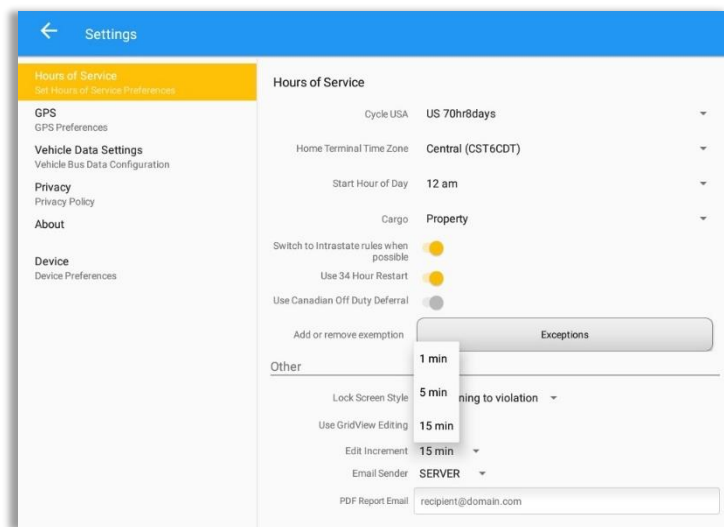 Settings
Hours of Service
Set Hours of Service Preferences
GPS
GPS Preferences
Vehicle Data Settings
Vehicle Bus Data Configuration
Privacy
Privacy Policy
About
Device
Device Preferences
Hours of Service
Cycle USA US 70hr8days
Home Terminal Time Zone Central (CST6CDT)
Start Hour of Day 12 am
Cargo Property
Switch to Intrastate rules when
possible
Use 34 Hour Restart
Use Canadian Off Duty Deferral
Add or remove exemption Exceptions
1 min
Other
Lock Screen Style 5 min ning to violation
Use GridView Editing 15 min
Edit Increment 15 min
Email Sender SERVER
PDF Report Email recipient@domain.com